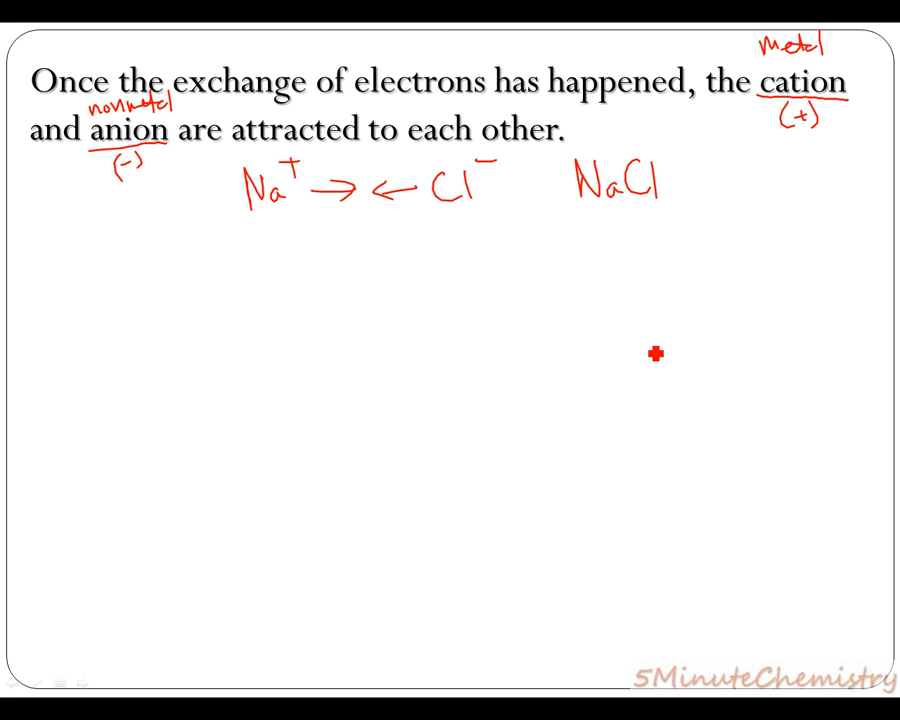 metal
Once the exchange of electrons has happened, the cation
(+)
nonmetal
and anion are attracted to each other.
(-)
Na⁺ → ← Cl⁻ NaCl
5MinuteChemistry